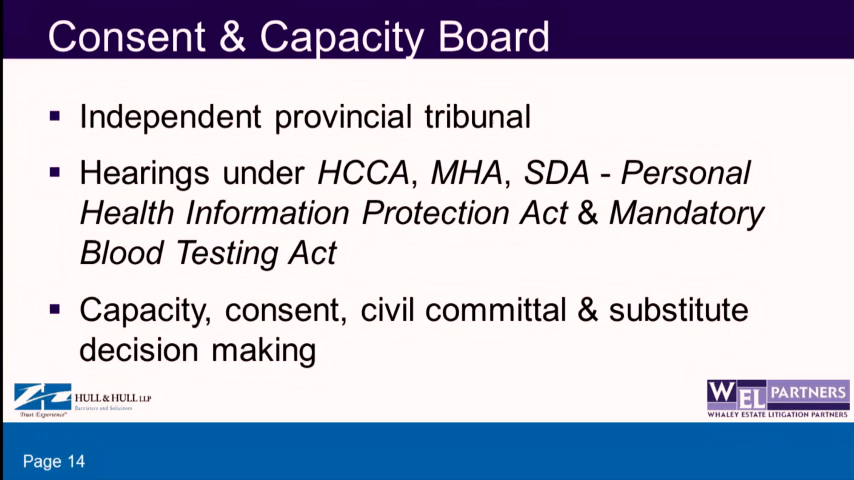 Consent & Capacity Board
▪ Independent provincial tribunal
▪ Hearings under HCCA, MHA, SDA - Personal
Health Information Protection Act & Mandatory
Blood Testing Act
▪ Capacity, consent, civil committal & substitute
decision making
HULL & HULL LLP
Barristers and Solicitors
Trust Experience
WEL PARTNERS
WHALEY ESTATE LITIGATION PARTNERS
Page 14